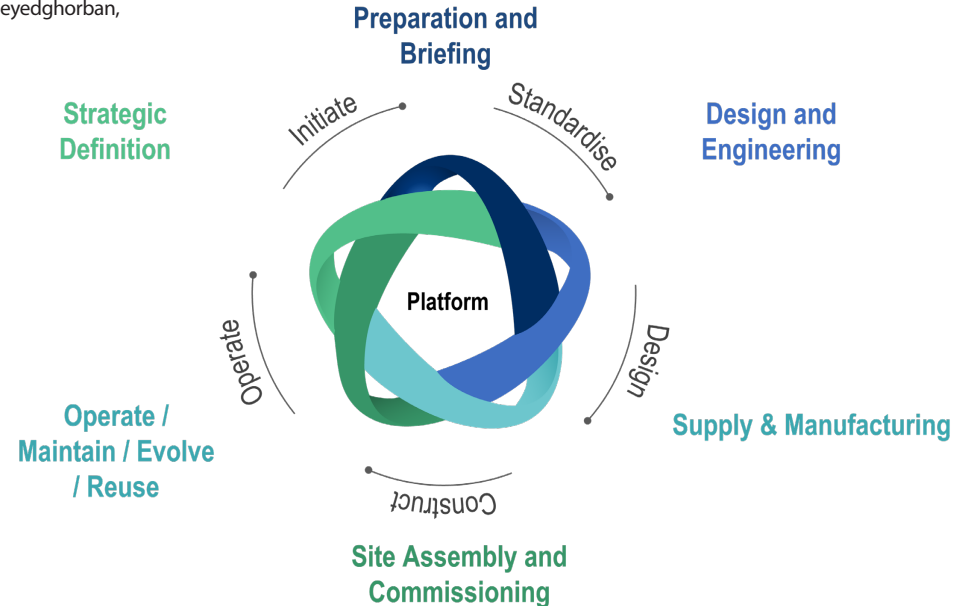 eyedghorban,
Preparation and
Briefing
Initiate
Standardise
Strategic
Definition
Design and
Engineering
Platform
Operate
Design
Operate /
Maintain / Evolve
/ Reuse
Supply & Manufacturing
Construct
Site Assembly and
Commissioning